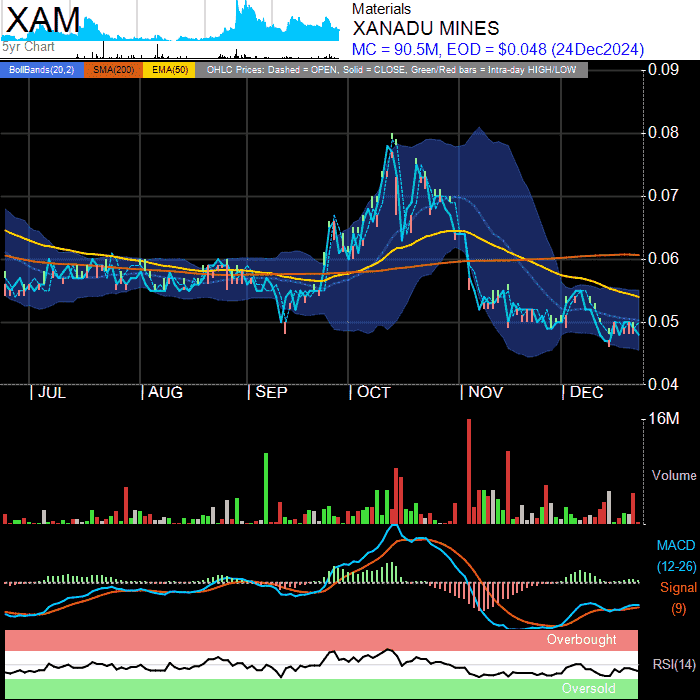 XAM
5yr Chart
Materials
XANADU MINES
MC = 90.5M, EOD = $0.048 (24Dec2024)
BollBands(20,2) SMA(200) EMA(50) OHLC Prices: Dashed = OPEN, Solid = CLOSE, Green/Red bars = Intra-day HIGH/LOW
0.09
0.08
0.07
0.06
0.05
0.04
| JUL | AUG | SEP | OCT | NOV | DEC
16M
Volume
MACD
(12-26)
Signal
(9)
Overbought
RSI(14)
Oversold